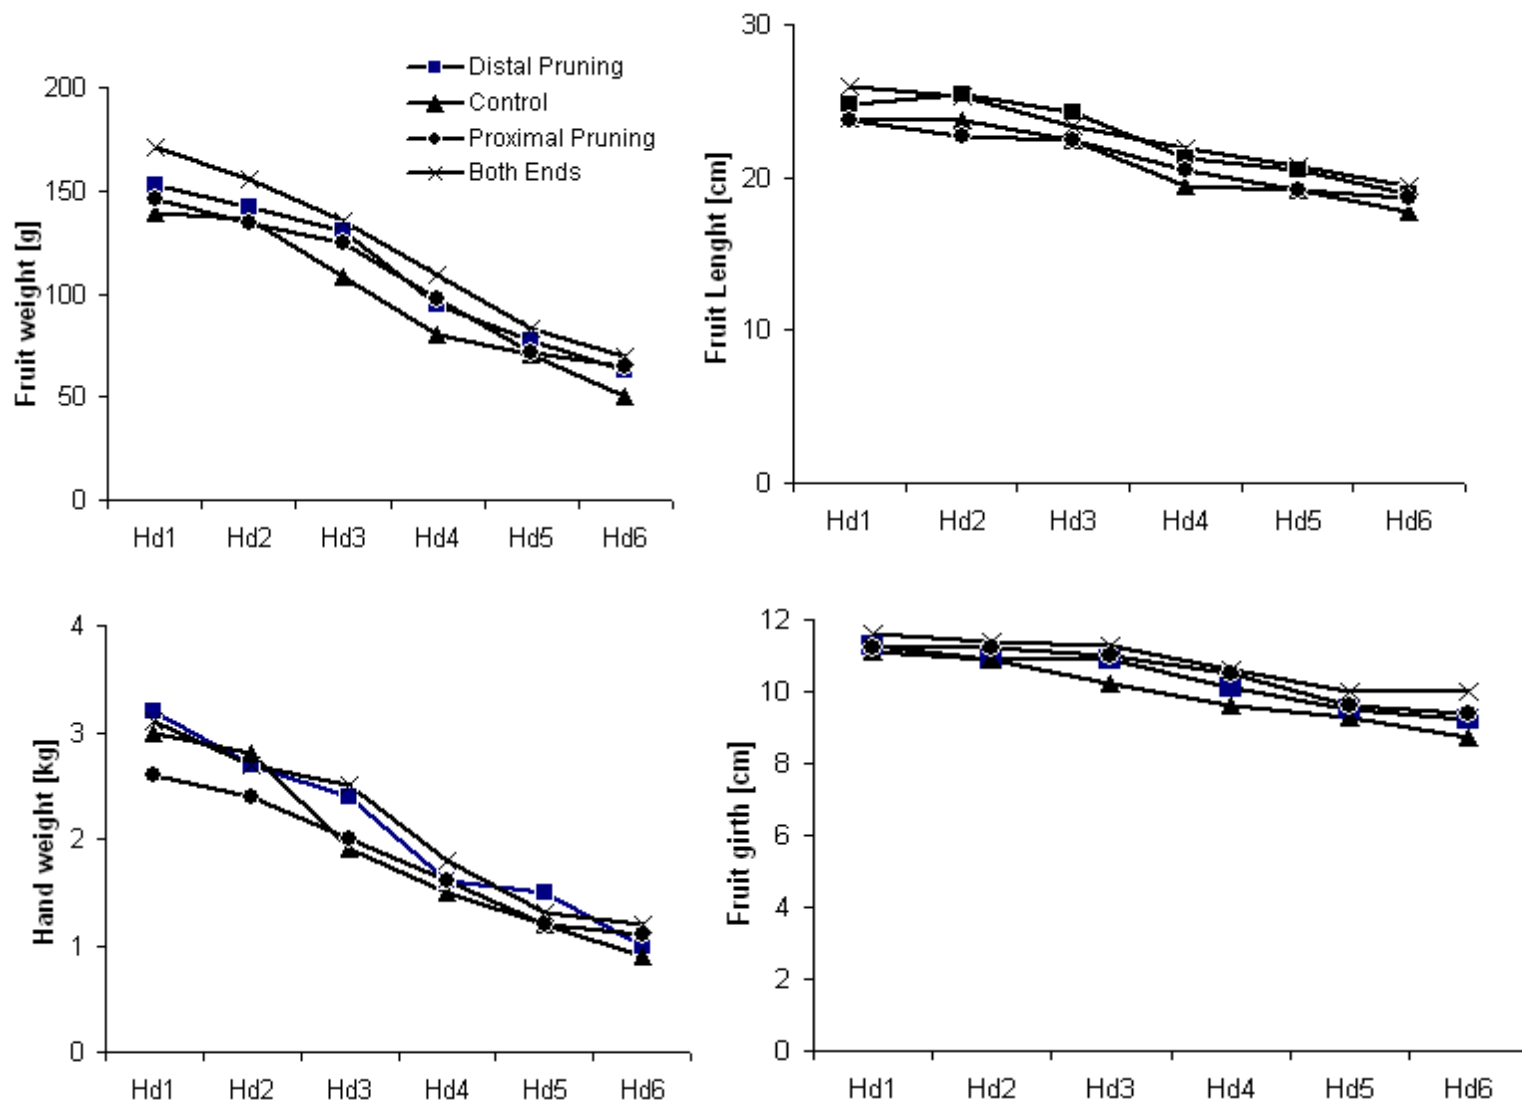 Distal Pruning
Control
Proximal Pruning
Both Ends
Fruit weight [g]
200
150
100
50
0
Hd1 Hd2 Hd3 Hd4 Hd5 Hd6
Fruit Lenght [cm]
30
20
10
0
Hd1 Hd2 Hd3 Hd4 Hd5 Hd6
Hand weight [kg]
4
3
2
1
0
Hd1 Hd2 Hd3 Hd4 Hd5 Hd6
Fruit girth [cm]
12
10
8
6
4
2
0
Hd1 Hd2 Hd3 Hd4 Hd5 Hd6